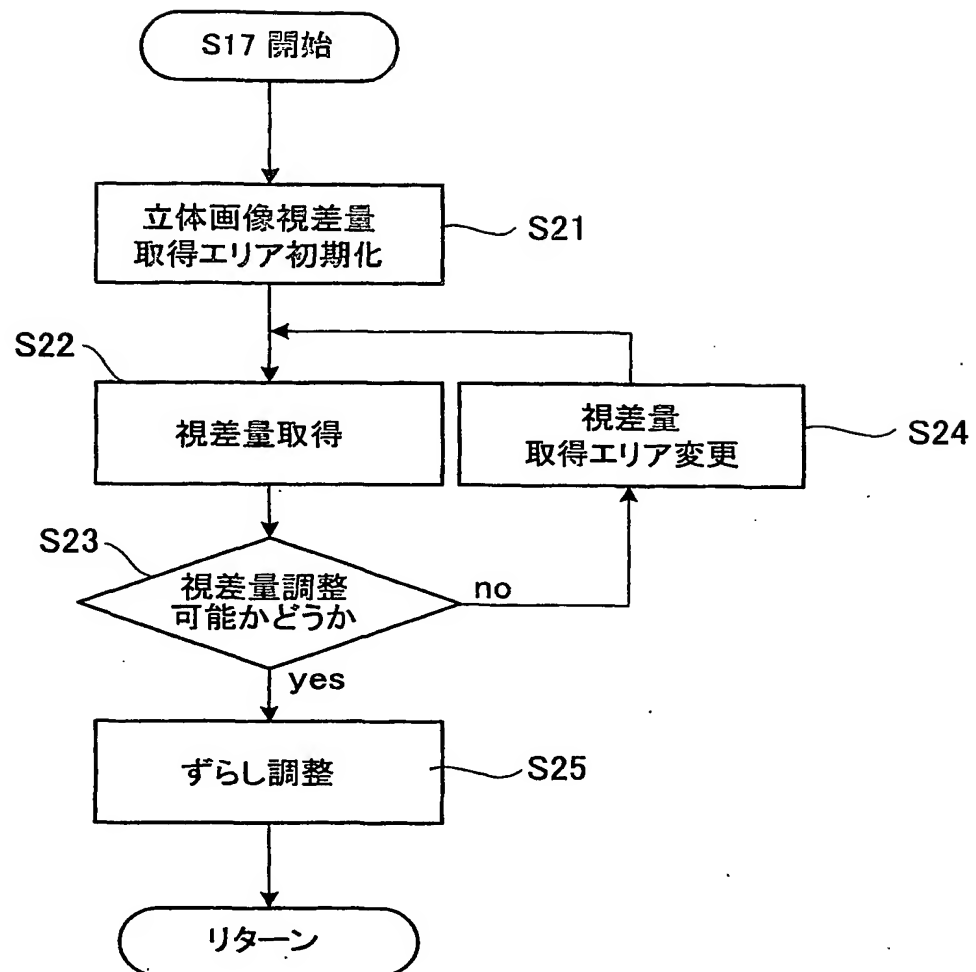 S17 開始
立体画像視差量
取得エリア初期化
S21
S22
視差量取得
視差量
取得エリア変更
S24
S23
視差量調整
可能かどうか
no
yes
ずらし調整
S25
リターン